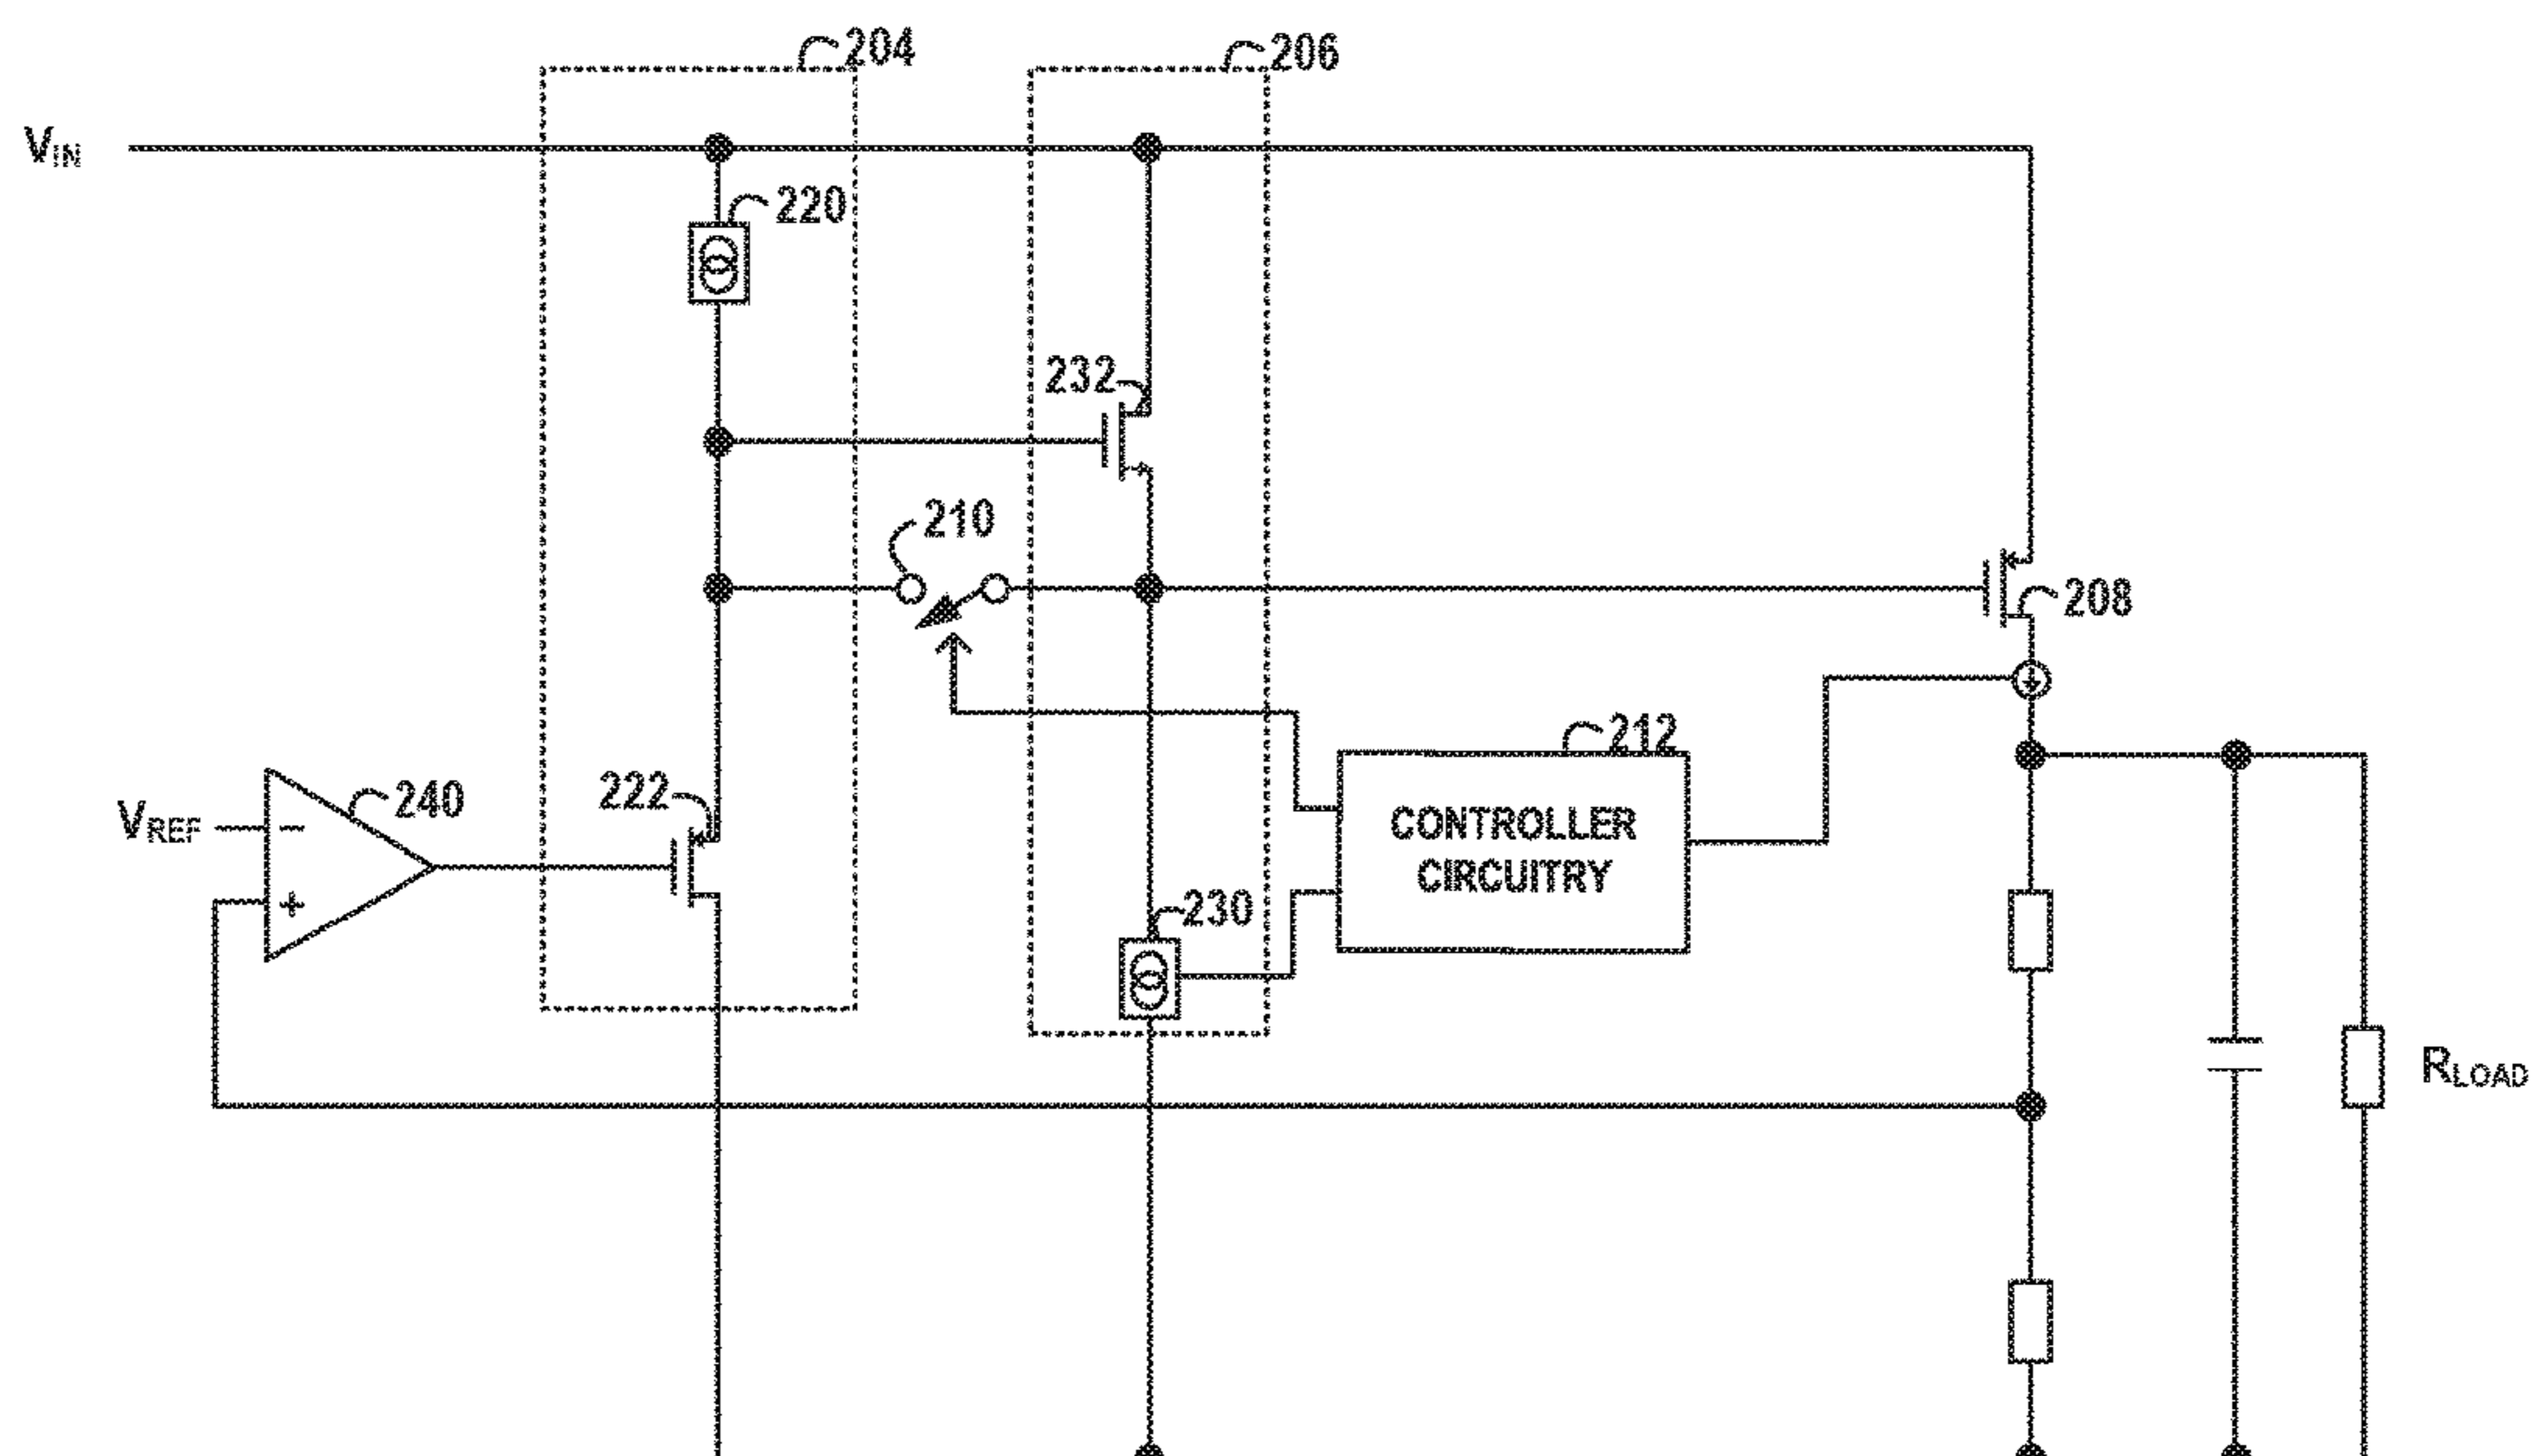 204
206
VIN
220
232
210
208
212
222
240
VREF
−
CONTROLLER
CIRCUITRY
+
230
RLOAD